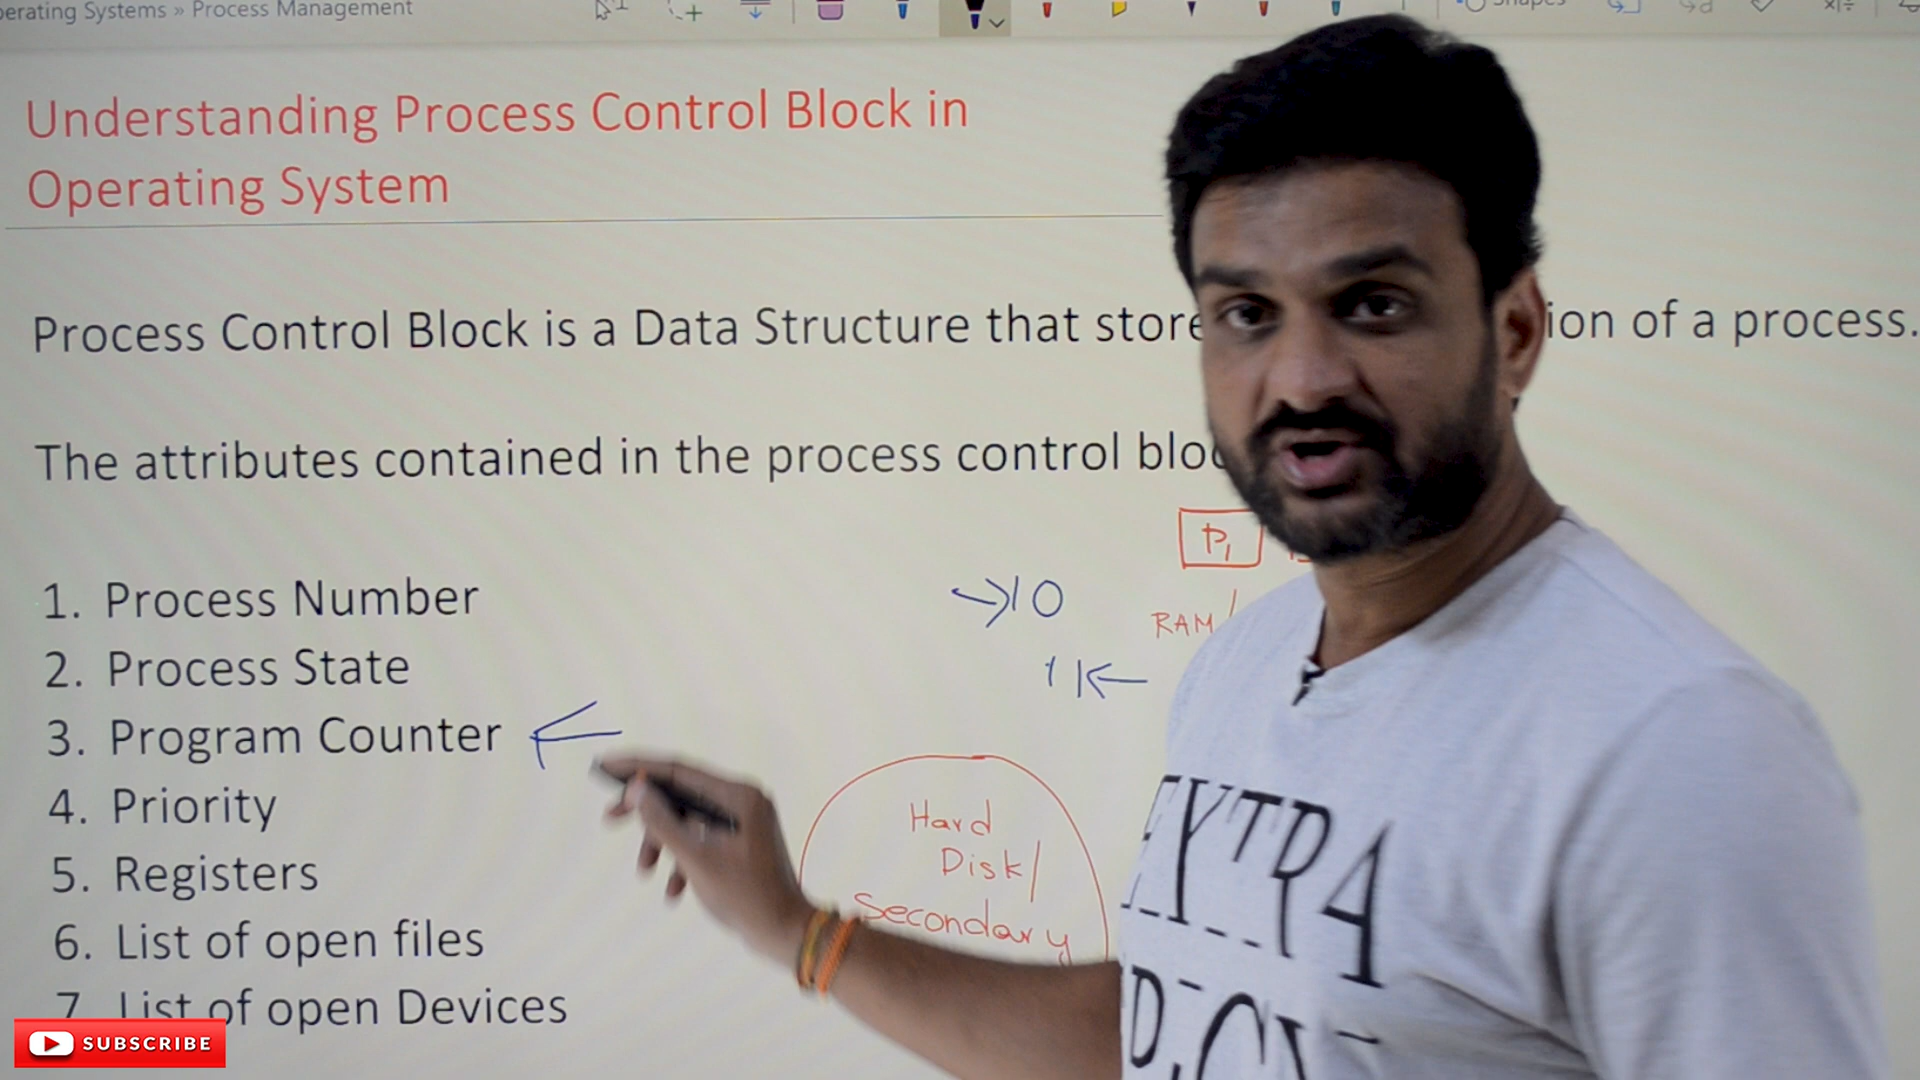 Operating Systems » Process Management
Shapes
Understanding Process Control Block in
Operating System
Process Control Block is a Data Structure that store ion of a process.
The attributes contained in the process control bloc
P1
1. Process Number
10
RAM/
2. Process State
11
3. Program Counter
4. Priority
Hard
Disk/
Secondary
5. Registers
6. List of open files
7. List of open Devices
EXTRA
SUBSCRIBE